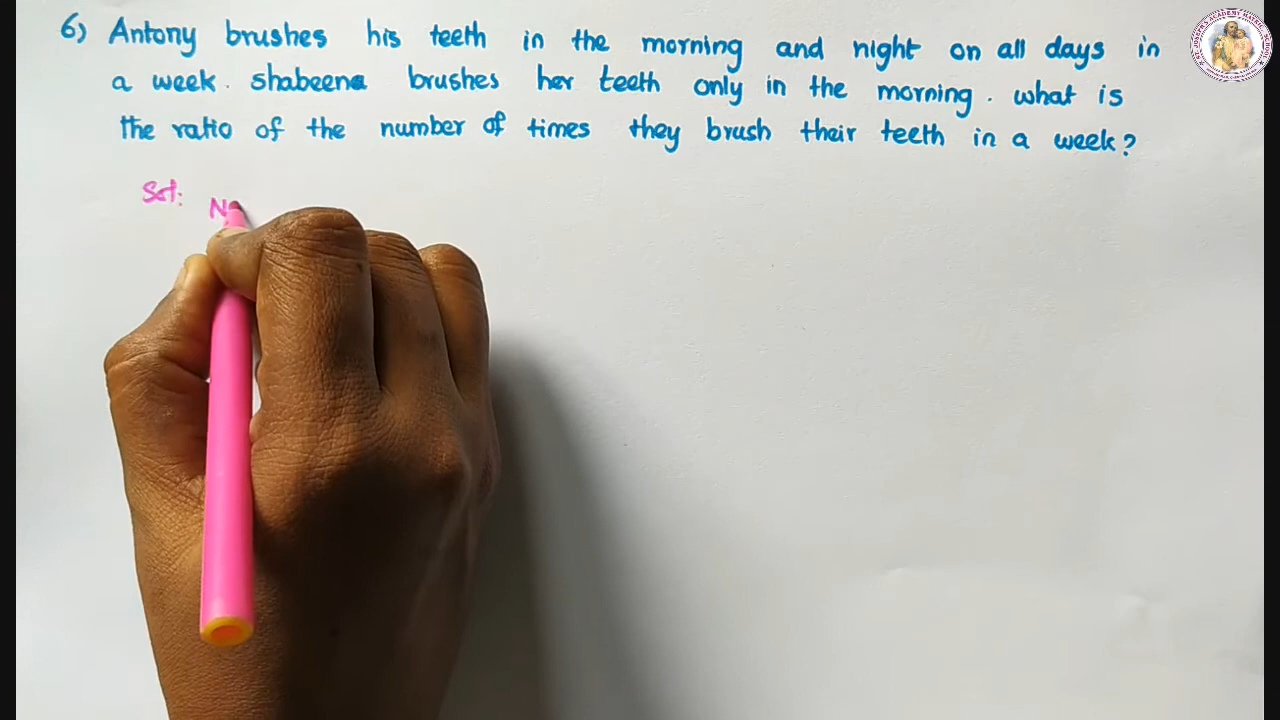 6) Antony brushes his teeth in the morning and night on all days in
a week. shabeena brushes her teeth only in the morning. what is
the ratio of the number of times they brush their teeth in a week?
Sol: